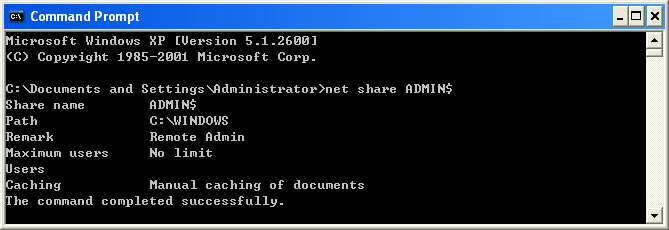 Command Prompt
Microsoft Windows XP [Version 5.1.2600]
(C) Copyright 1985-2001 Microsoft Corp.
C:\Documents and Settings\Administrator>net share ADMIN$
Share name        ADMIN$
Path              C:\WINDOWS
Remark            Remote Admin
Maximum users     No limit
Users
Caching           Manual caching of documents
The command completed successfully.